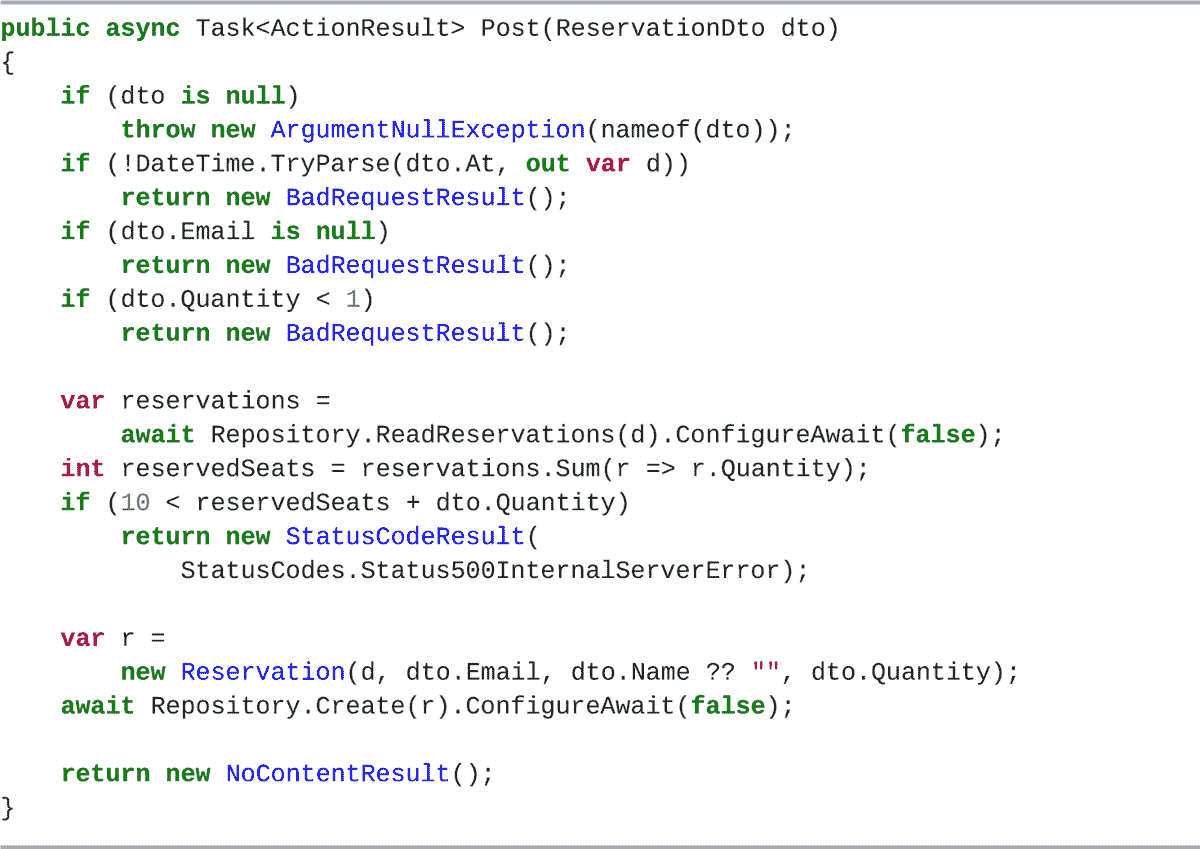 public async Task<ActionResult> Post(ReservationDto dto)
{
    if (dto is null)
        throw new ArgumentNullException(nameof(dto));
    if (!DateTime.TryParse(dto.At, out var d))
        return new BadRequestResult();
    if (dto.Email is null)
        return new BadRequestResult();
    if (dto.Quantity < 1)
        return new BadRequestResult();

    var reservations =
        await Repository.ReadReservations(d).ConfigureAwait(false);
    int reservedSeats = reservations.Sum(r => r.Quantity);
    if (10 < reservedSeats + dto.Quantity)
        return new StatusCodeResult(
            StatusCodes.Status500InternalServerError);

    var r =
        new Reservation(d, dto.Email, dto.Name ?? "", dto.Quantity);
    await Repository.Create(r).ConfigureAwait(false);

    return new NoContentResult();
}